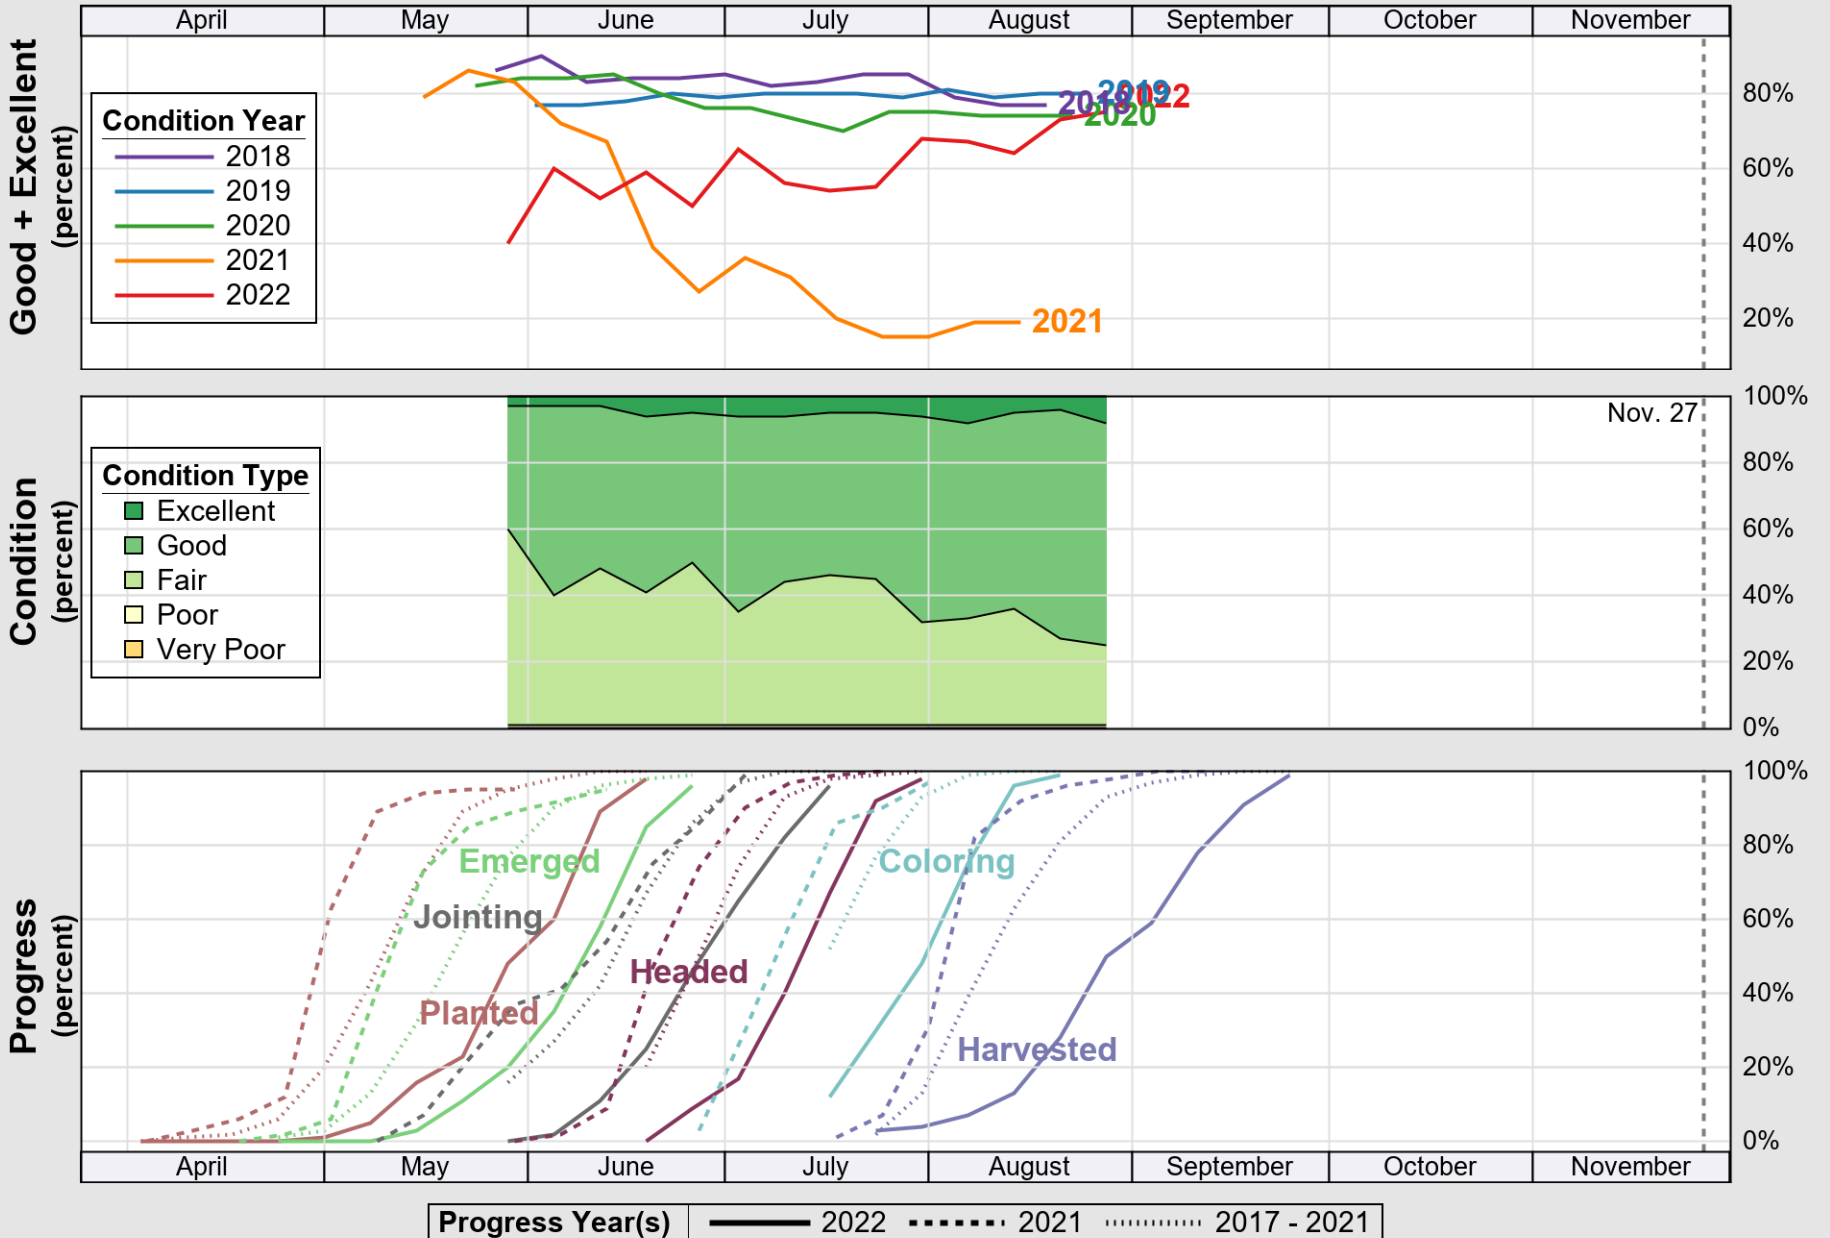 April May June July August September October November
Good + Excellent
(percent)
80%
60%
40%
20%
Condition Year
2018
2019
2020
2021
2022
2019
2022
2018
2020
2021
Condition
(percent)
100%
80%
60%
40%
20%
0%
Nov. 27
Condition Type
Excellent
Good
Fair
Poor
Very Poor
Progress
(percent)
100%
80%
60%
40%
20%
0%
Emerged
Coloring
Jointing
Headed
Planted
Harvested
April May June July August September October November
Progress Year(s) 2022 2021 2017 - 2021